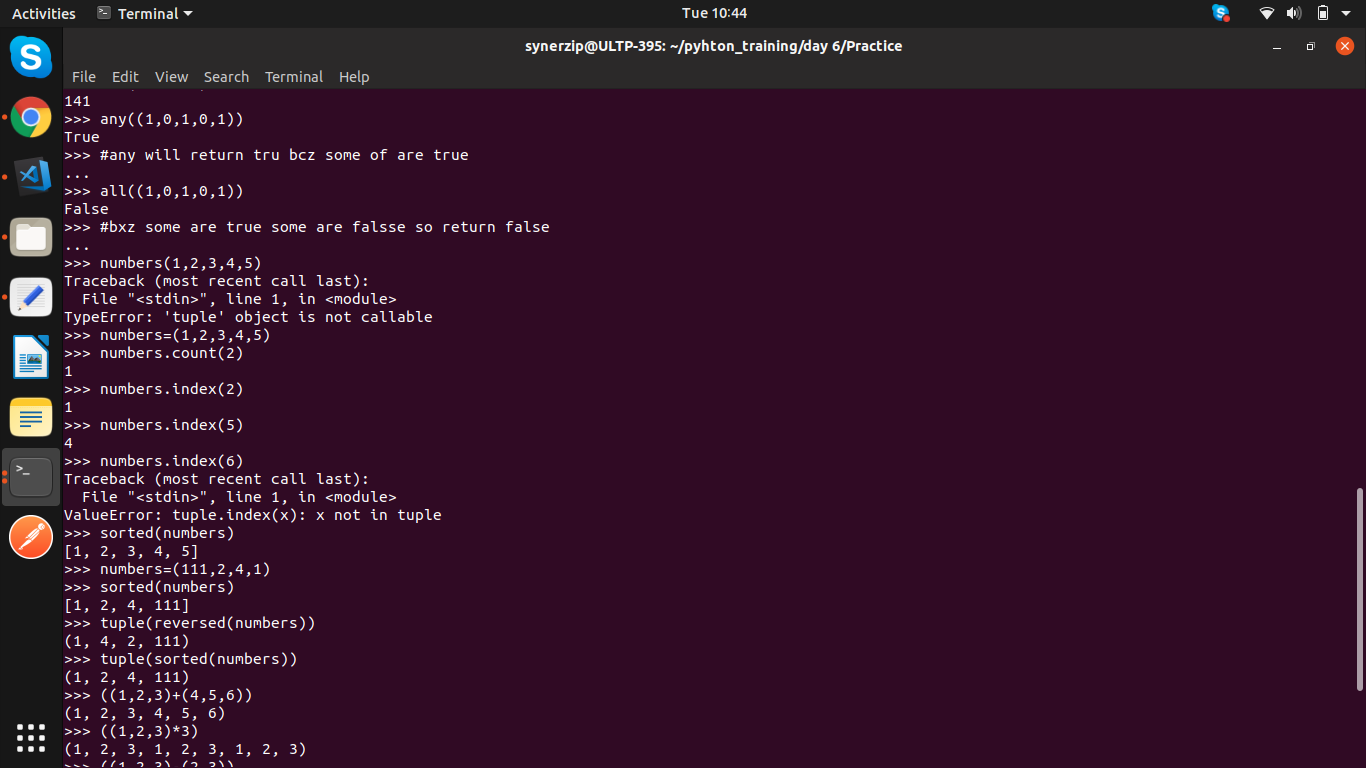 Activities
Terminal
Tue 10:44
synerzip@ULTP-395: ~/pyhton_training/day 6/Practice
File Edit View Search Terminal Help
141
>>> any((1,0,1,0,1))
True
>>> #any will return tru bcz some of are true
...
>>> all((1,0,1,0,1))
False
>>> #bxz some are true some are falsse so return false
...
>>> numbers(1,2,3,4,5)
Traceback (most recent call last):
  File "<stdin>", line 1, in <module>
TypeError: 'tuple' object is not callable
>>> numbers=(1,2,3,4,5)
>>> numbers.count(2)
1
>>> numbers.index(2)
1
>>> numbers.index(5)
4
>>> numbers.index(6)
Traceback (most recent call last):
  File "<stdin>", line 1, in <module>
ValueError: tuple.index(x): x not in tuple
>>> sorted(numbers)
[1, 2, 3, 4, 5]
>>> numbers=(111,2,4,1)
>>> sorted(numbers)
[1, 2, 4, 111]
>>> tuple(reversed(numbers))
(1, 4, 2, 111)
>>> tuple(sorted(numbers))
(1, 2, 4, 111)
>>> ((1,2,3)+(4,5,6))
(1, 2, 3, 4, 5, 6)
>>> ((1,2,3)*3)
(1, 2, 3, 1, 2, 3, 1, 2, 3)